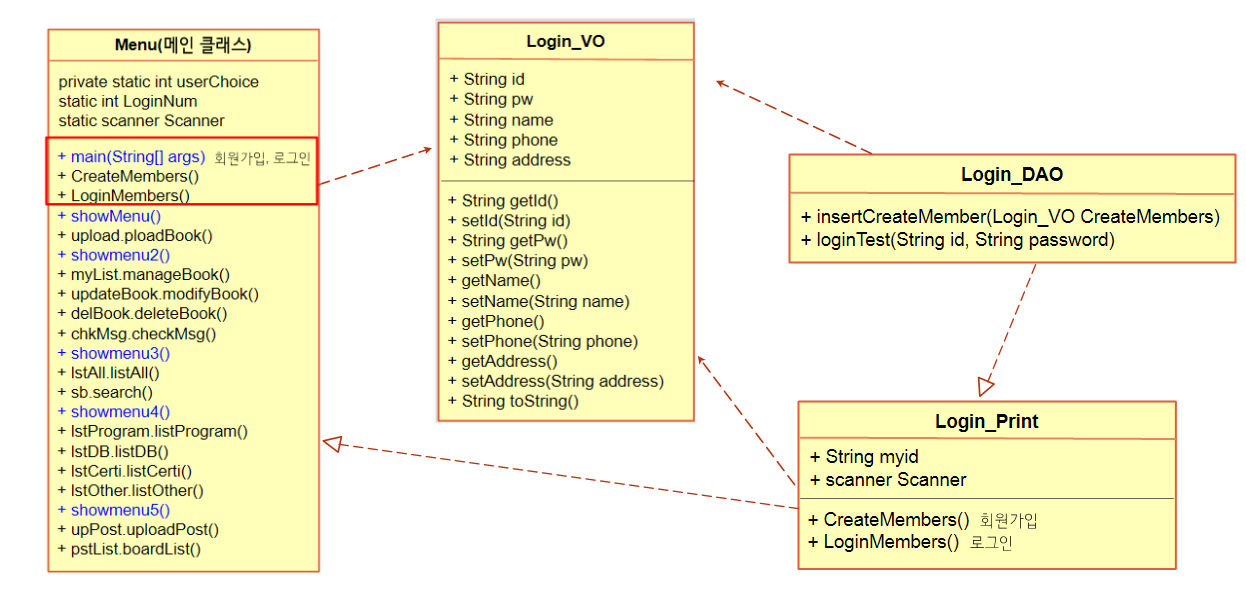 Menu(메인 클래스)
private static int userChoice
static int LoginNum
static scanner Scanner
+ main(String[] args) 회원가입, 로그인
+ CreateMembers()
+ LoginMembers()
+ showMenu()
+ upload.ploadBook()
+ showmenu2()
+ myList.manageBook()
+ updateBook.modifyBook()
+ delBook.deleteBook()
+ chkMsg.checkMsg()
+ showmenu3()
+ lstAll.listAll()
+ sb.search()
+ showmenu4()
+ lstProgram.listProgram()
+ lstDB.listDB()
+ lstCerti.listCerti()
+ lstOther.listOther()
+ showmenu5()
+ upPost.uploadPost()
+ pstList.boardList()
Login_VO
+ String id
+ String pw
+ String name
+ String phone
+ String address
+ String getId()
+ setId(String id)
+ String getPw()
+ setPw(String pw)
+ getName()
+ setName(String name)
+ getPhone()
+ setPhone(String phone)
+ getAddress()
+ setAddress(String address)
+ String toString()
Login_DAO
+ insertCreateMember(Login_VO CreateMembers)
+ loginTest(String id, String password)
Login_Print
+ String myid
+ scanner Scanner
+ CreateMembers() 회원가입
+ LoginMembers() 로그인